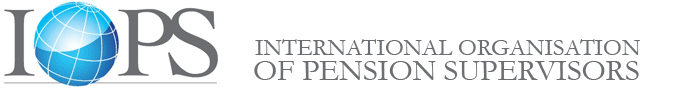 IOPS
INTERNATIONAL ORGANISATION
OF PENSION SUPERVISORS